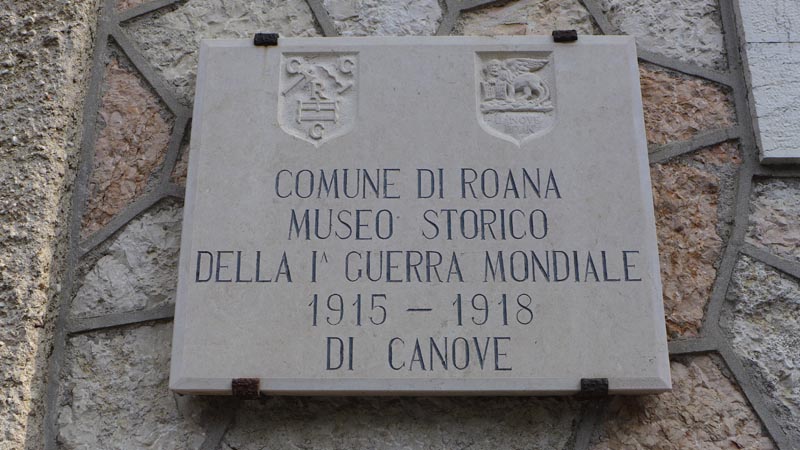 COMUNE DI ROANA
MUSEO STORICO
DELLA Iᴬ GUERRA MONDIALE
1915 – 1918
DI CANOVE